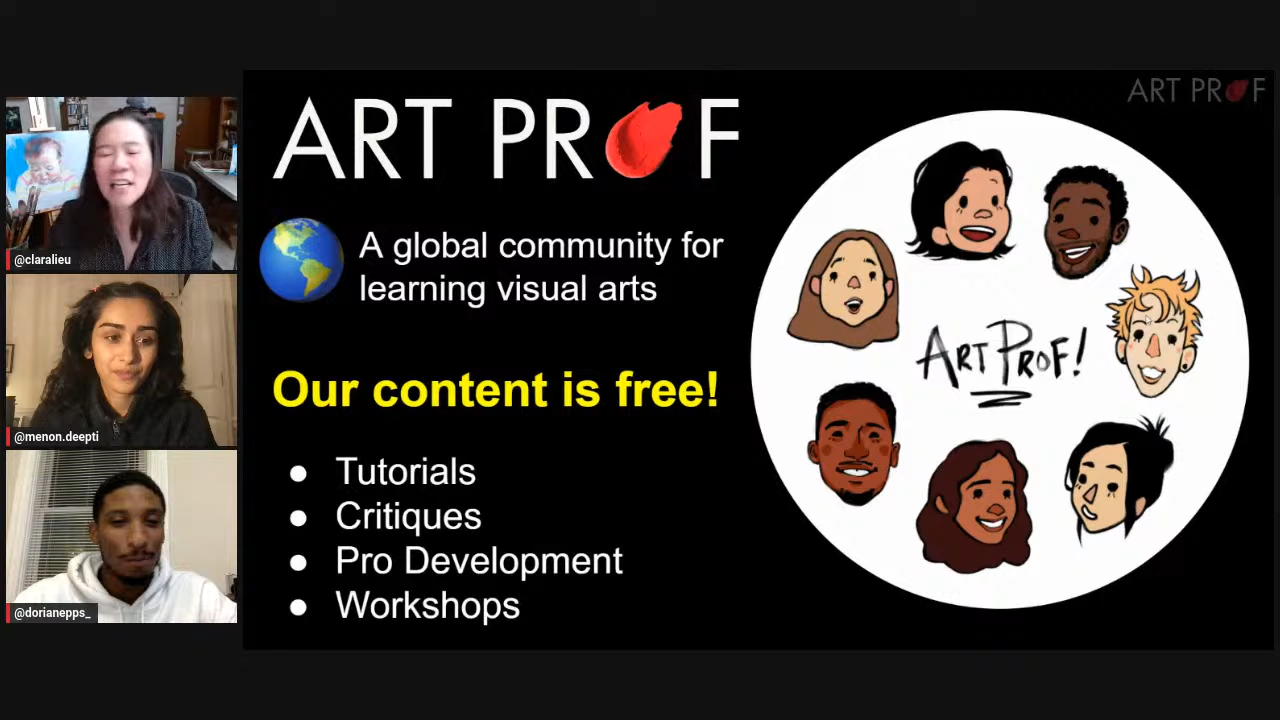 ART PROF
@claralieu
@menon.deepti
@dorianepps_
ART PROF
A global community for
learning visual arts
Our content is free!
● Tutorials
● Critiques
● Pro Development
● Workshops
ART PROF!